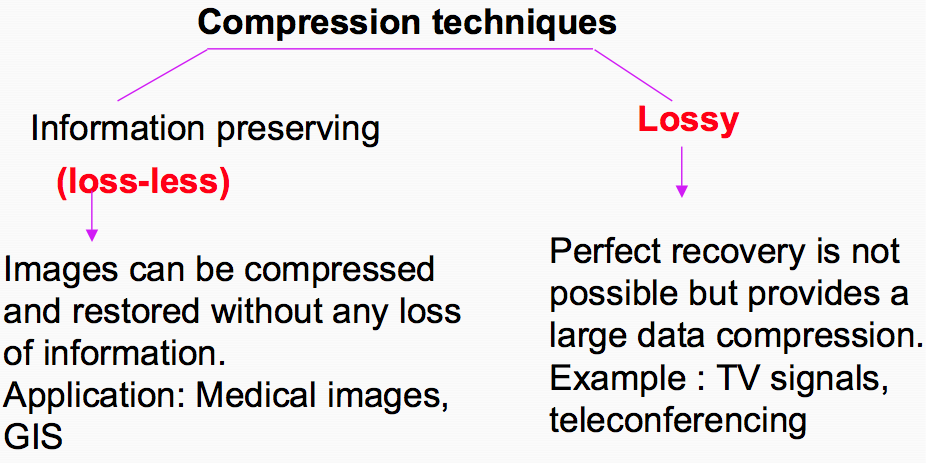 Compression techniques
Information preserving
(loss-less)
Images can be compressed
and restored without any loss
of information.
Application: Medical images,
GIS
Lossy
Perfect recovery is not
possible but provides a
large data compression.
Example : TV signals,
teleconferencing